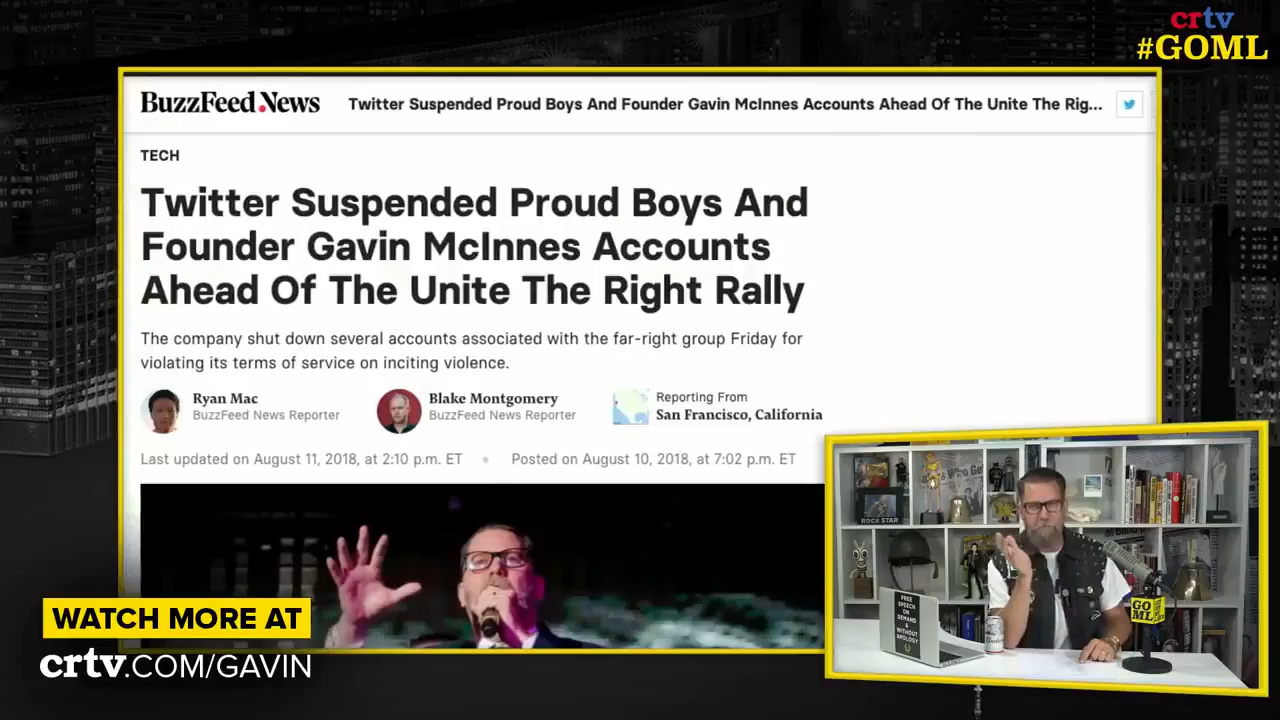 crtv
#GOML
BuzzFeed News
Twitter Suspended Proud Boys And Founder Gavin McInnes Accounts Ahead Of The Unite The Rig...
TECH
Twitter Suspended Proud Boys And
Founder Gavin McInnes Accounts
Ahead Of The Unite The Right Rally
The company shut down several accounts associated with the far-right group Friday for
violating its terms of service on inciting violence.
Ryan Mac
BuzzFeed News Reporter
Blake Montgomery
BuzzFeed News Reporter
Reporting From
San Francisco, California
Last updated on August 11, 2018, at 2:10 p.m. ET
Posted on August 10, 2018, at 7:02 p.m. ET
ROCK STAR
FREE
SPEECH
ON
DEMAND
&
WITHOUT
APOLOGY
GO
ML
WATCH MORE AT
crtv.COM/GAVIN